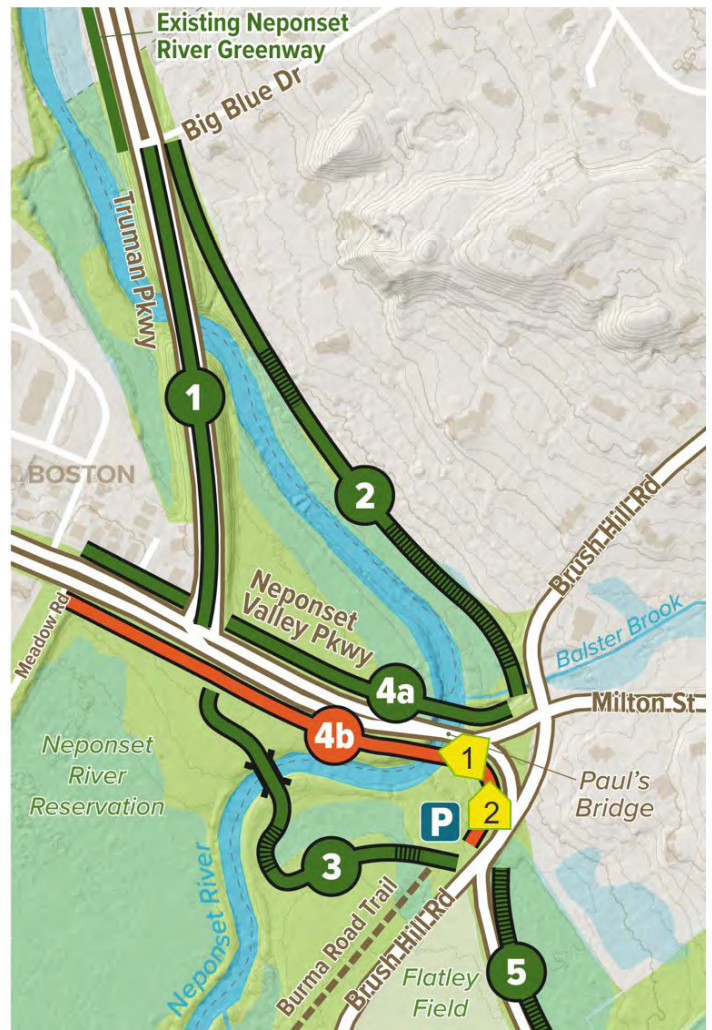 Existing Neponset
River Greenway
Big Blue Dr
Truman Pkwy
1
2
BOSTON
Brush Hill Rd
Neponset
Valley Pkwy
Meadow Rd
Balster Brook
4a
Milton St
4b
1
Neponset
River
Reservation
Paul's
Bridge
2
P
3
Neponset River
Burma Road Trail
Brush Hill Rd
Flatley
Field
5